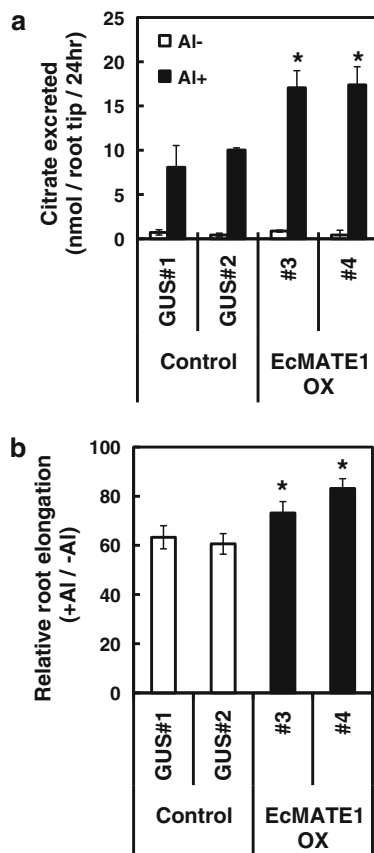 a
Citrate excreted
(nmol / root tip / 24hr)
25
20
15
10
5
0
Al-
Al+
* *
GUS#1 GUS#2 #3 #4
Control EcMATE1
OX
b
Relative root elongation
(+Al / -Al)
100
80
60
40
20
0
* *
GUS#1 GUS#2 #3 #4
Control EcMATE1
OX